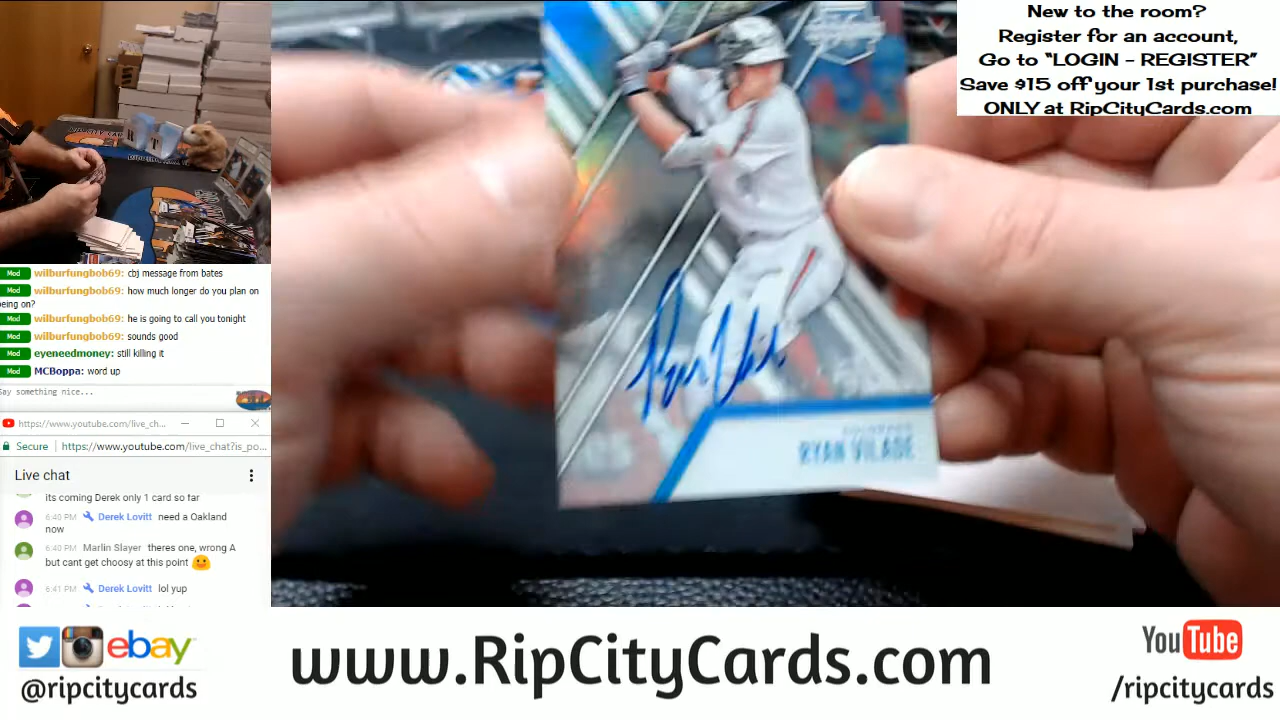 New to the room?
Register for an account,
Go to “LOGIN – REGISTER”
Save $15 off your 1st purchase!
ONLY at RipCityCards.com
RYAN VILADE
Mod wilburfungbob69: cbj message from bates
Mod wilburfungbob69: how much longer do you plan on
being on?
Mod wilburfungbob69: he is going to call you tonight
Mod wilburfungbob69: sounds good
Mod eyeneedmoney: still killing it
Mod MCBoppa: word up
Say something nice...
https://www.youtube.com/live_ch...
Secure https://www.youtube.com/live_chat?is_po...
Live chat
its coming Derek only 1 card so far
6:40 PM Derek Lovitt need a Oakland
now
6:40 PM Marlin Slayer theres one, wrong A
but cant get choosy at this point
6:41 PM Derek Lovitt lol yup
ebay
@ripcitycards
www.RipCityCards.com
YouTube
/ripcitycards